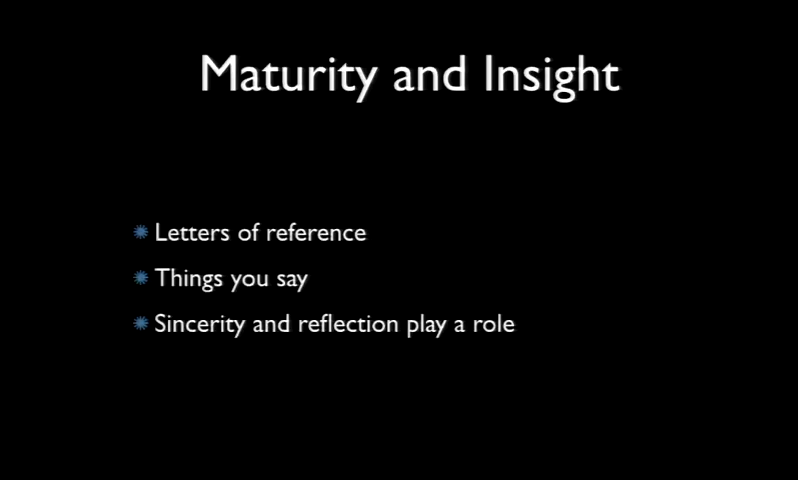 Maturity and Insight
Letters of reference
Things you say
Sincerity and reflection play a role